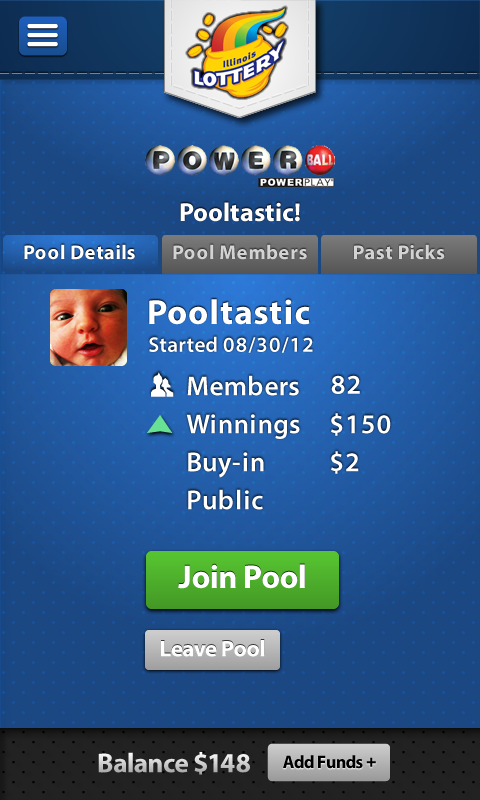 Illinois
LOTTERY
POWERBALL
POWERPLAY
Pooltastic!
Pool Details
Pool Members
Past Picks
Pooltastic
Started 08/30/12
Members 82
Winnings $150
Buy-in $2
Public
Join Pool
Leave Pool
Balance $148
Add Funds +